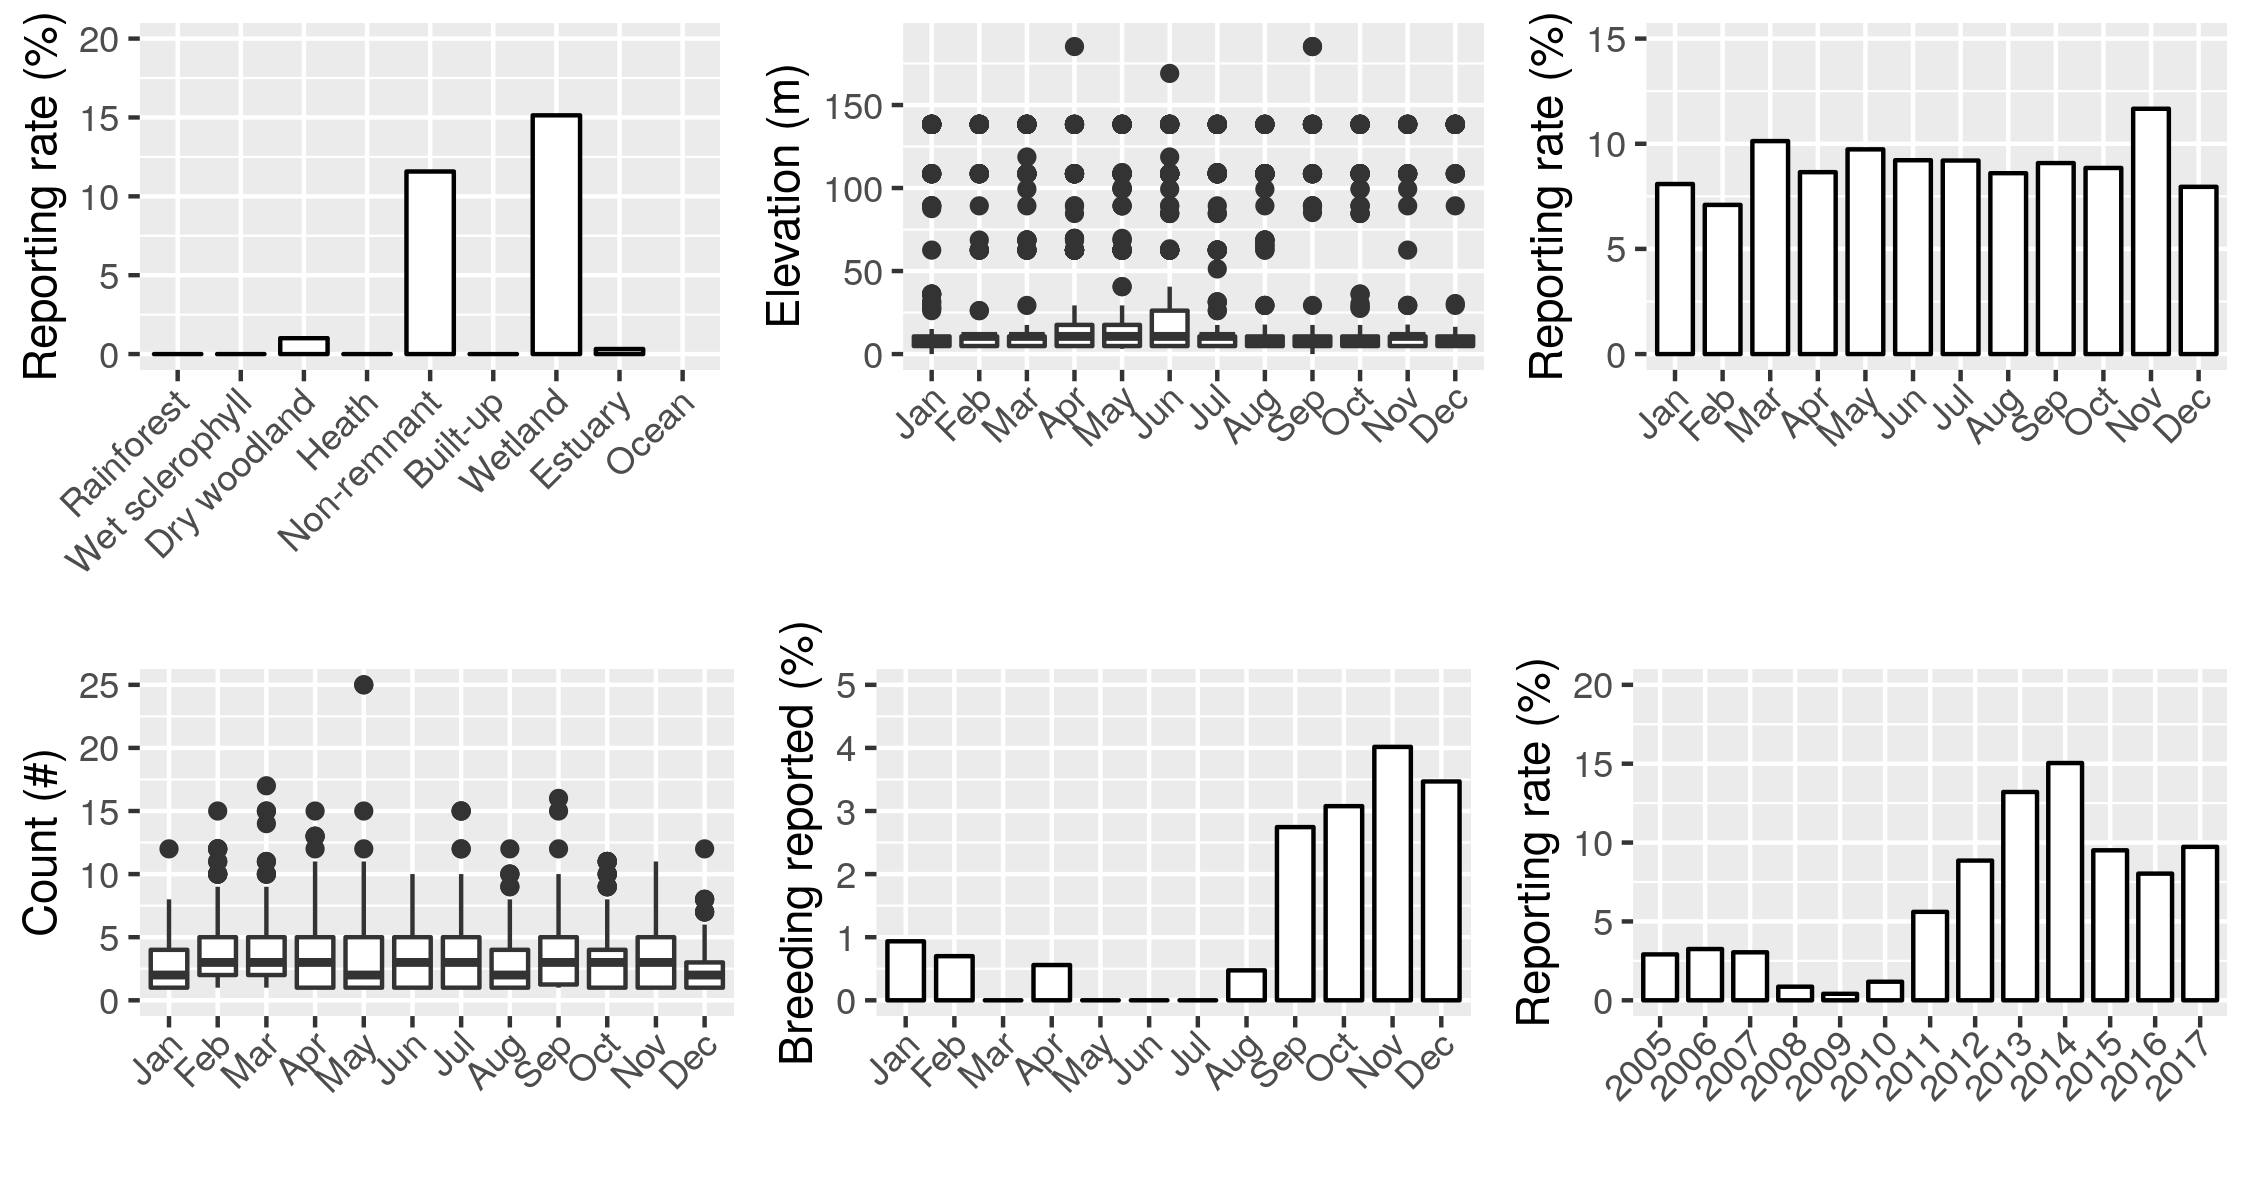 Reporting rate (%)
20
15
10
5
0
Rainforest
Wet sclerophyll
Dry woodland
Heath
Non-remnant
Built-up
Wetland
Estuary
Ocean
Elevation (m)
150
100
50
0
Jan
Feb
Mar
Apr
May
Jun
Jul
Aug
Sep
Oct
Nov
Dec
Reporting rate (%)
15
10
5
0
Jan
Feb
Mar
Apr
May
Jun
Jul
Aug
Sep
Oct
Nov
Dec
Count (#)
25
20
15
10
5
0
Jan
Feb
Mar
Apr
May
Jun
Jul
Aug
Sep
Oct
Nov
Dec
Breeding reported (%)
5
4
3
2
1
0
Jan
Feb
Mar
Apr
May
Jun
Jul
Aug
Sep
Oct
Nov
Dec
Reporting rate (%)
20
15
10
5
0
2005
2006
2007
2008
2009
2010
2011
2012
2013
2014
2015
2016
2017